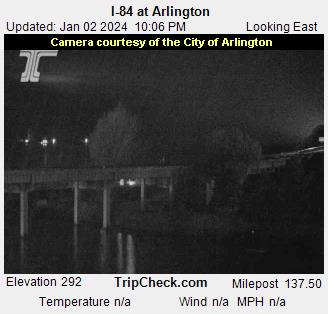 I-84 at Arlington
Updated: Jan 02 2024 10:06 PM Looking East
Camera courtesy of the City of Arlington
Elevation 292 TripCheck.com Milepost 137.50
Temperature n/a Wind n/a MPH n/a